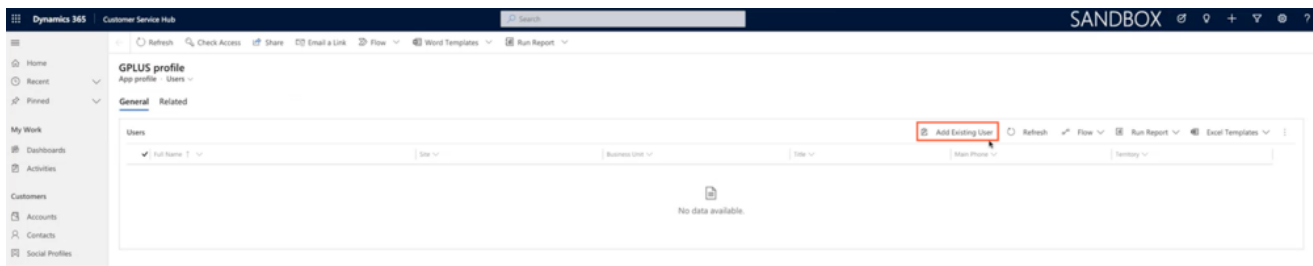 Dynamics 365 Customer Service Hub Search SANDBOX ?
Refresh Check Access Share Email a Link Flow Word Templates Run Report
Home
Recent
Pinned
My Work
Dashboards
Activities
Customers
Accounts
Contacts
Social Profiles
GPLUS profile
App profile · Users
General Related
Users Add Existing User Refresh Flow Run Report Excel Templates
Full Name ↑ Site Business Unit Title Main Phone Territory
No data available.